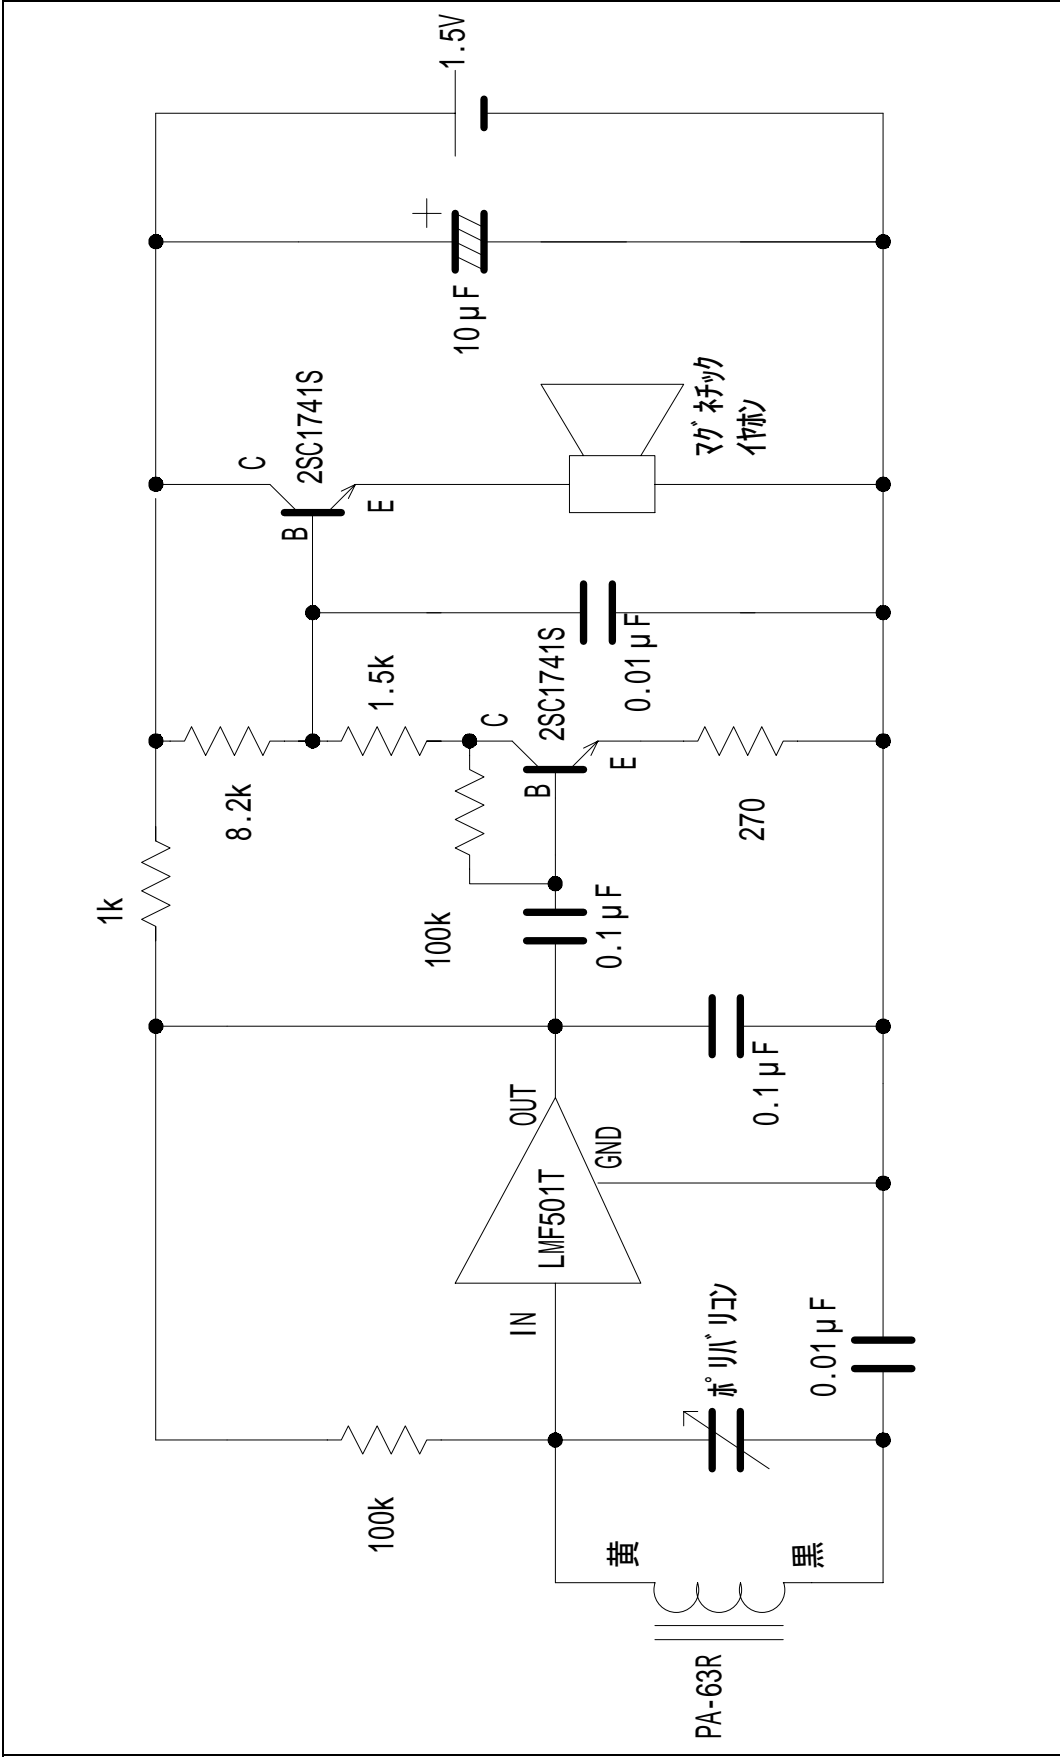 PA-63R
黄
黒
100k
ポリバリコン
0.01μF
IN
LMF501T
OUT
GND
0.1μF
1k
100k
0.1μF
8.2k
B
C
E
2SC1741S
270
1.5k
0.01μF
B
C
E
2SC1741S
マグネチック
イヤホン
10μF
+
1.5V